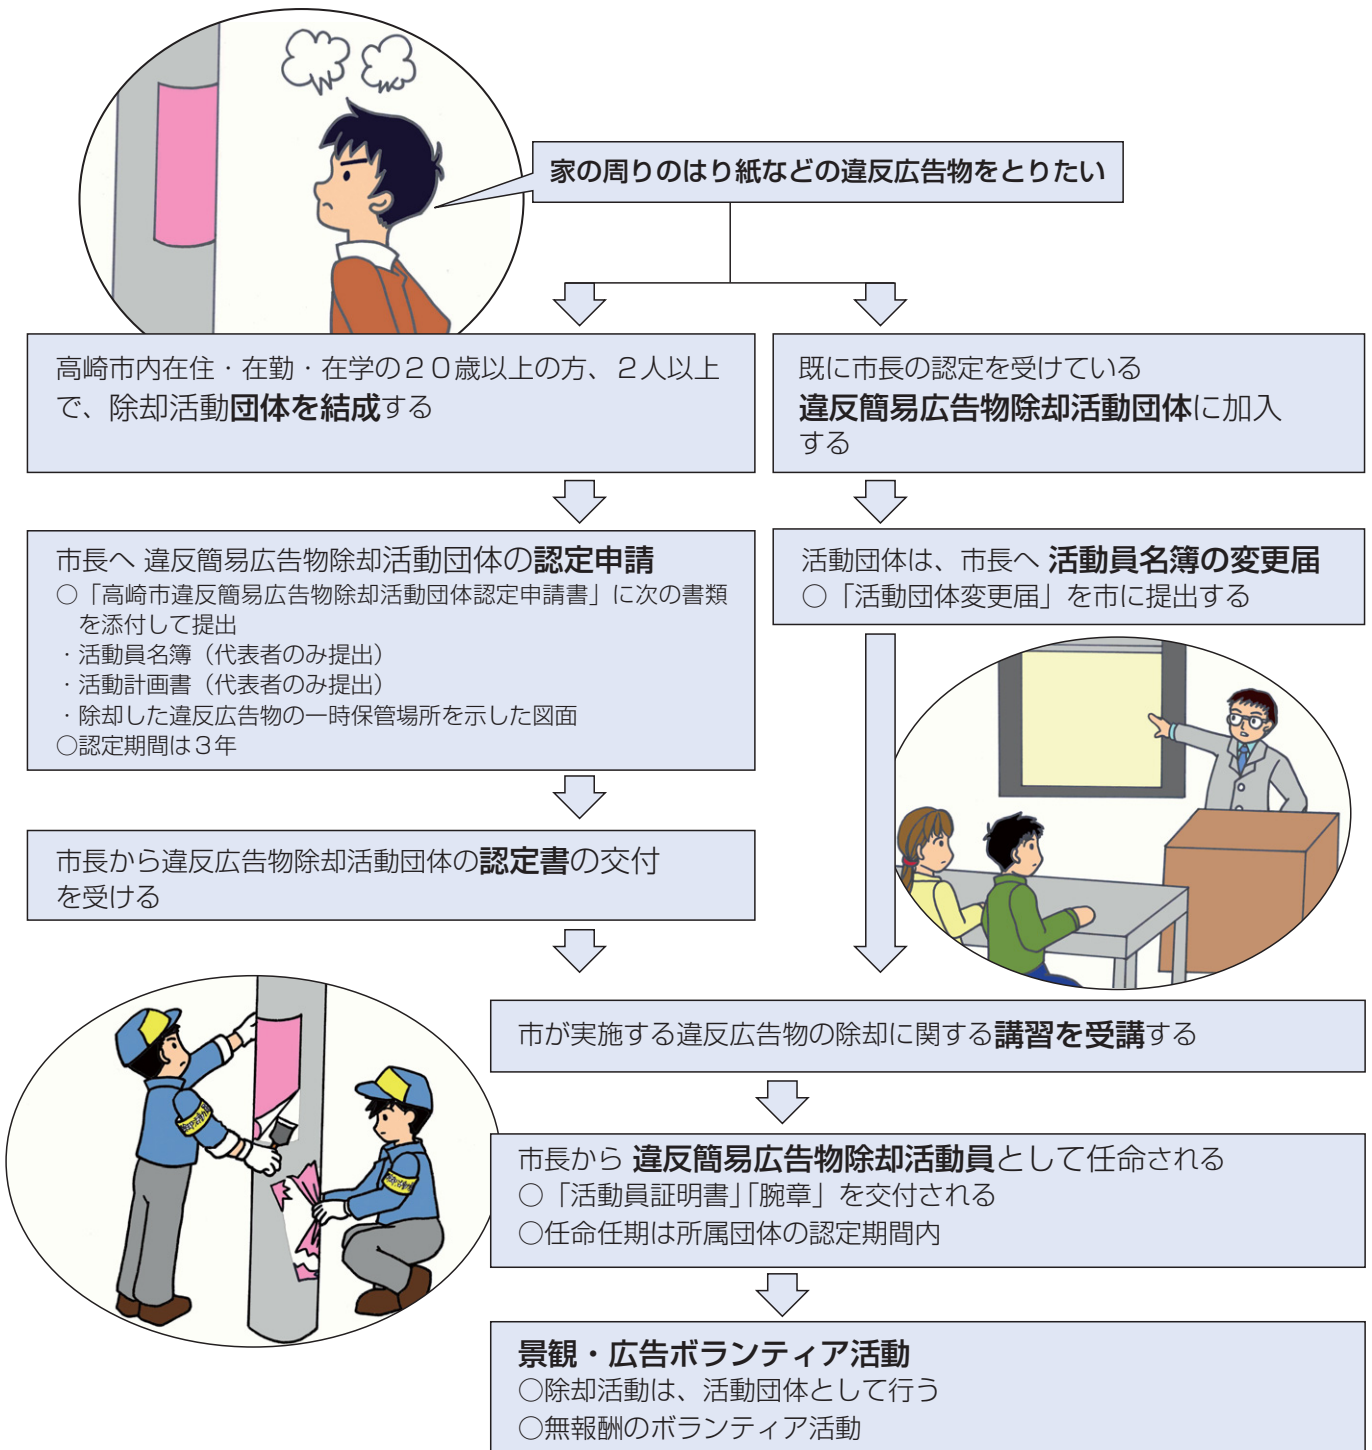 家の周りのはり紙などの違反広告物をとりたい
高崎市内在住・在勤・在学の２０歳以上の方、２人以上
で、除却活動団体を結成する
既に市長の認定を受けている
違反簡易広告物除却活動団体に加入
する
市長へ 違反簡易広告物除却活動団体の認定申請
○「高崎市違反簡易広告物除却活動団体認定申請書」に次の書類
を添付して提出
・活動員名簿（代表者のみ提出）
・活動計画書（代表者のみ提出）
・除却した違反広告物の一時保管場所を示した図面
○認定期間は３年
活動団体は、市長へ 活動員名簿の変更届
○「活動団体変更届」を市に提出する
市長から違反広告物除却活動団体の認定書の交付
を受ける
市が実施する違反広告物の除却に関する講習を受講する
市長から 違反簡易広告物除却活動員として任命される
○「活動員証明書」「腕章」を交付される
○任命任期は所属団体の認定期間内
景観・広告ボランティア活動
○除却活動は、活動団体として行う
○無報酬のボランティア活動